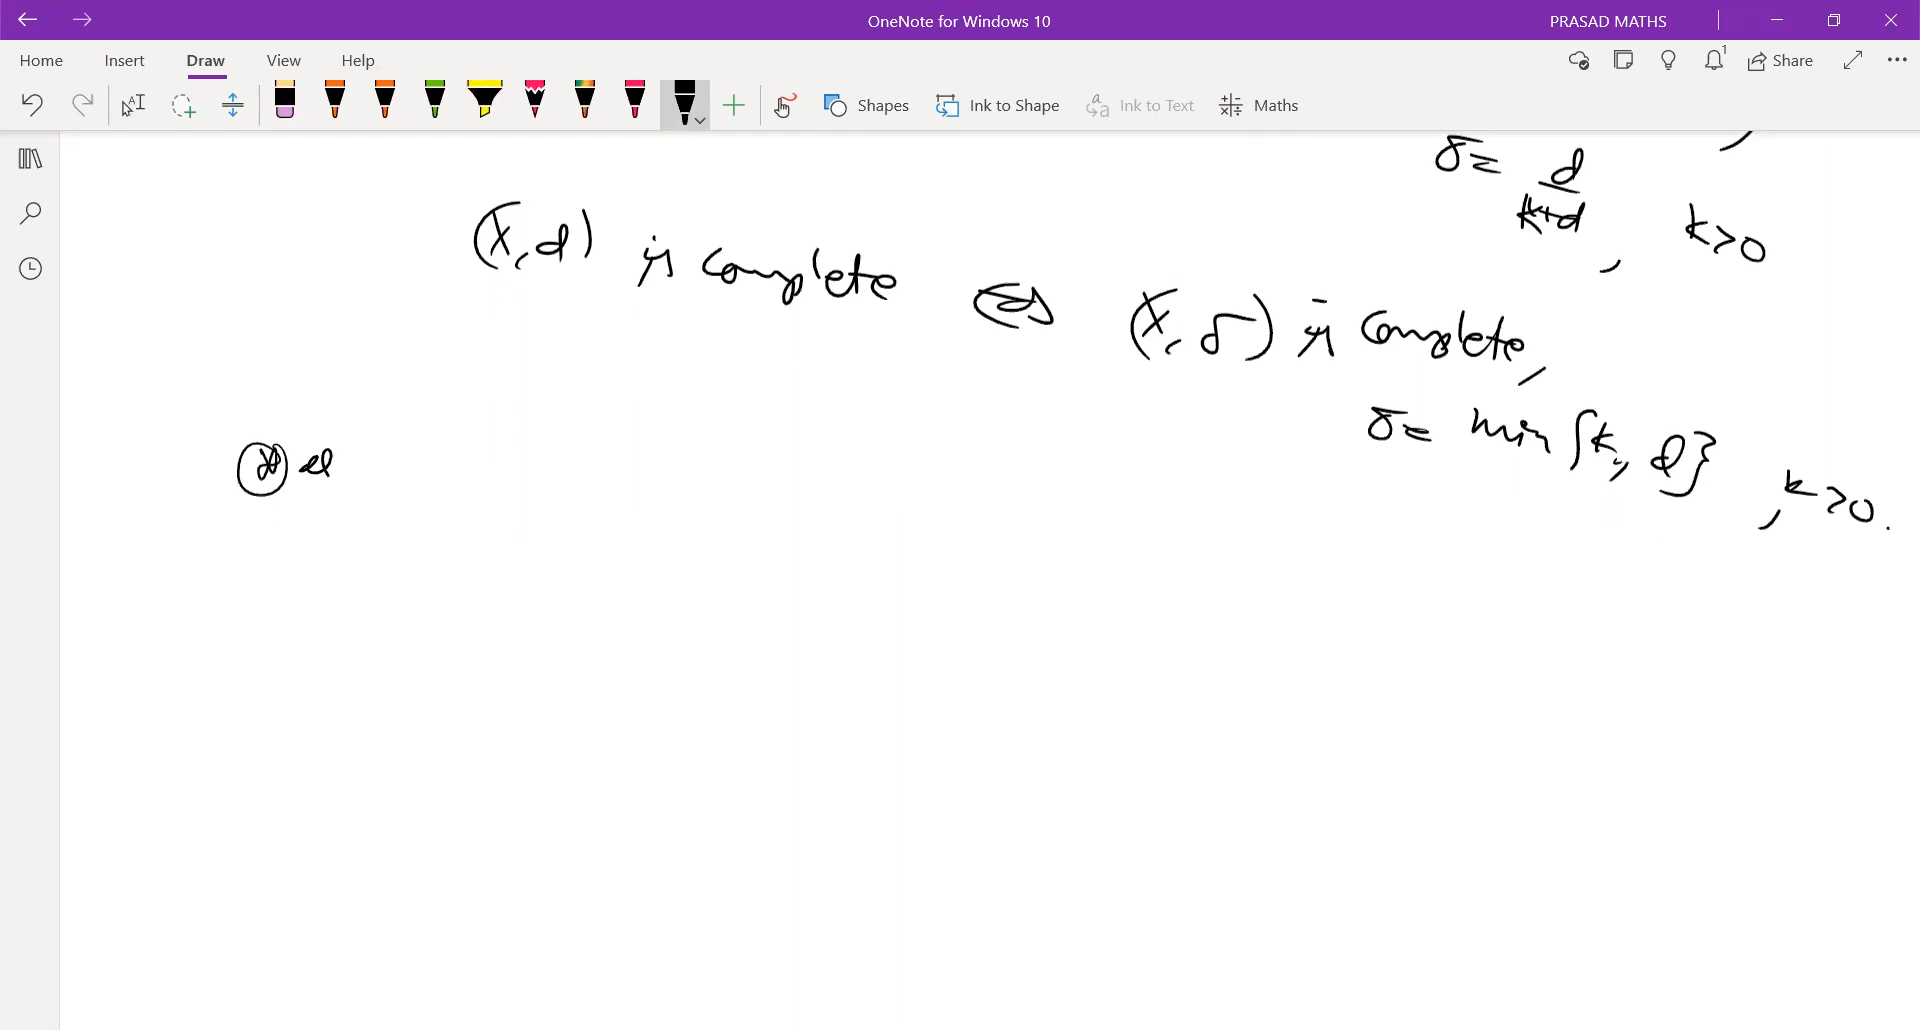 OneNote for Windows 10
PRASAD MATHS
Home Insert Draw View Help
1 Share
Shapes Ink to Shape Ink to Text Maths
δ = d/(k+d), k>0
(X, d) is complete ⇔ (X, δ) is complete,
δ = min {k, d}, k>0.
d